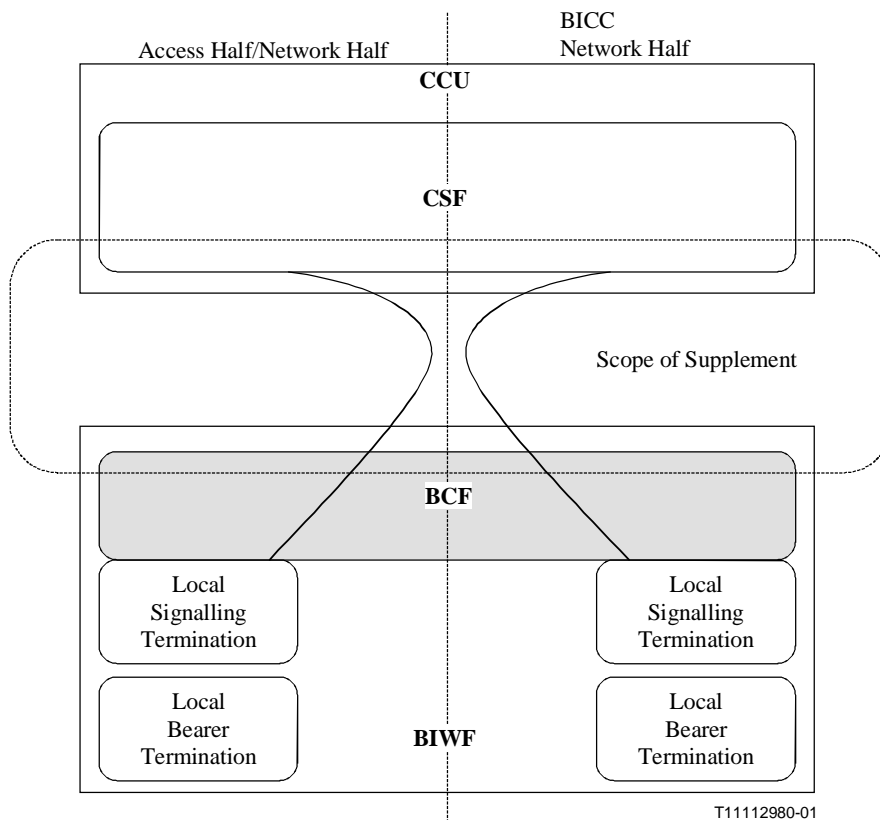 BICC
Access Half/Network Half
Network Half
CCU
CSF
Scope of Supplement
BCF
Local
Signalling
Termination
Local
Signalling
Termination
Local
Bearer
Termination
BIWF
Local
Bearer
Termination
T11112980-01